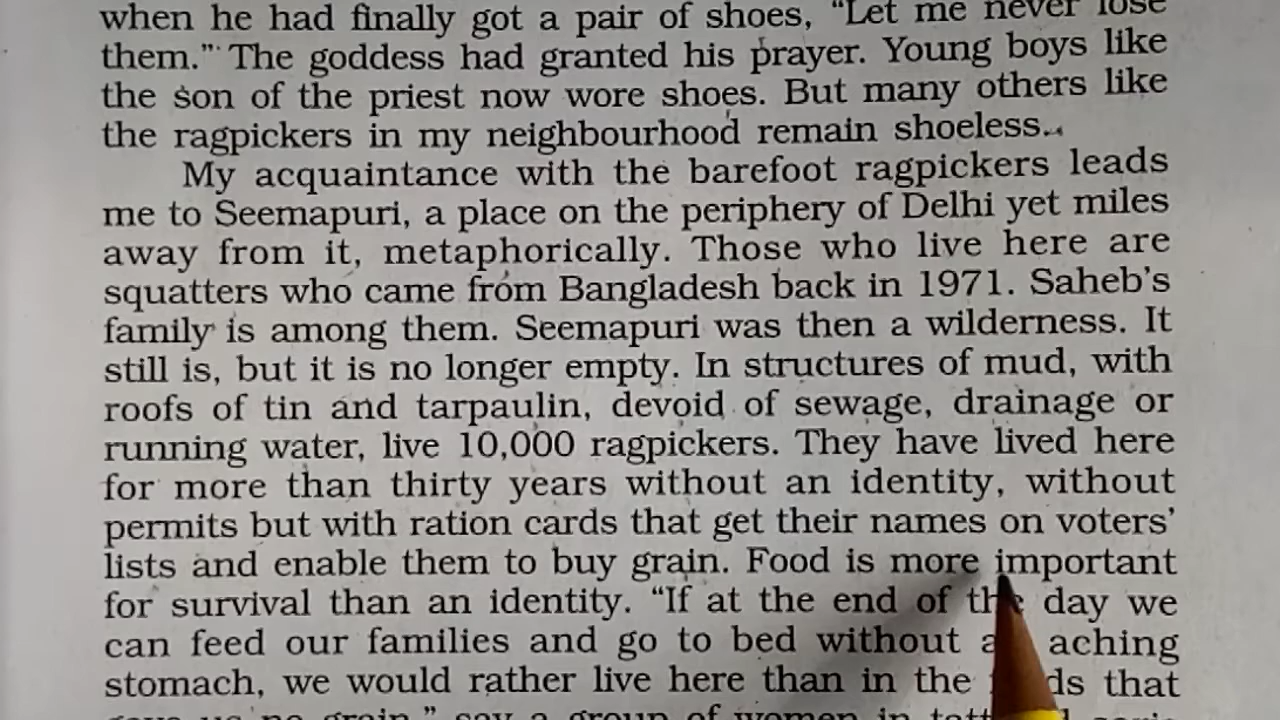 when he had finally got a pair of shoes, “Let me never lose
them.” The goddess had granted his prayer. Young boys like
the son of the priest now wore shoes. But many others like
the ragpickers in my neighbourhood remain shoeless.
My acquaintance with the barefoot ragpickers leads
me to Seemapuri, a place on the periphery of Delhi yet miles
away from it, metaphorically. Those who live here are
squatters who came from Bangladesh back in 1971. Saheb’s
family is among them. Seemapuri was then a wilderness. It
still is, but it is no longer empty. In structures of mud, with
roofs of tin and tarpaulin, devoid of sewage, drainage or
running water, live 10,000 ragpickers. They have lived here
for more than thirty years without an identity, without
permits but with ration cards that get their names on voters’
lists and enable them to buy grain. Food is more important
for survival than an identity. “If at the end of the day we
can feed our families and go to bed without aching
stomach, we would rather live here than in the that
no grain,” say a group of women in